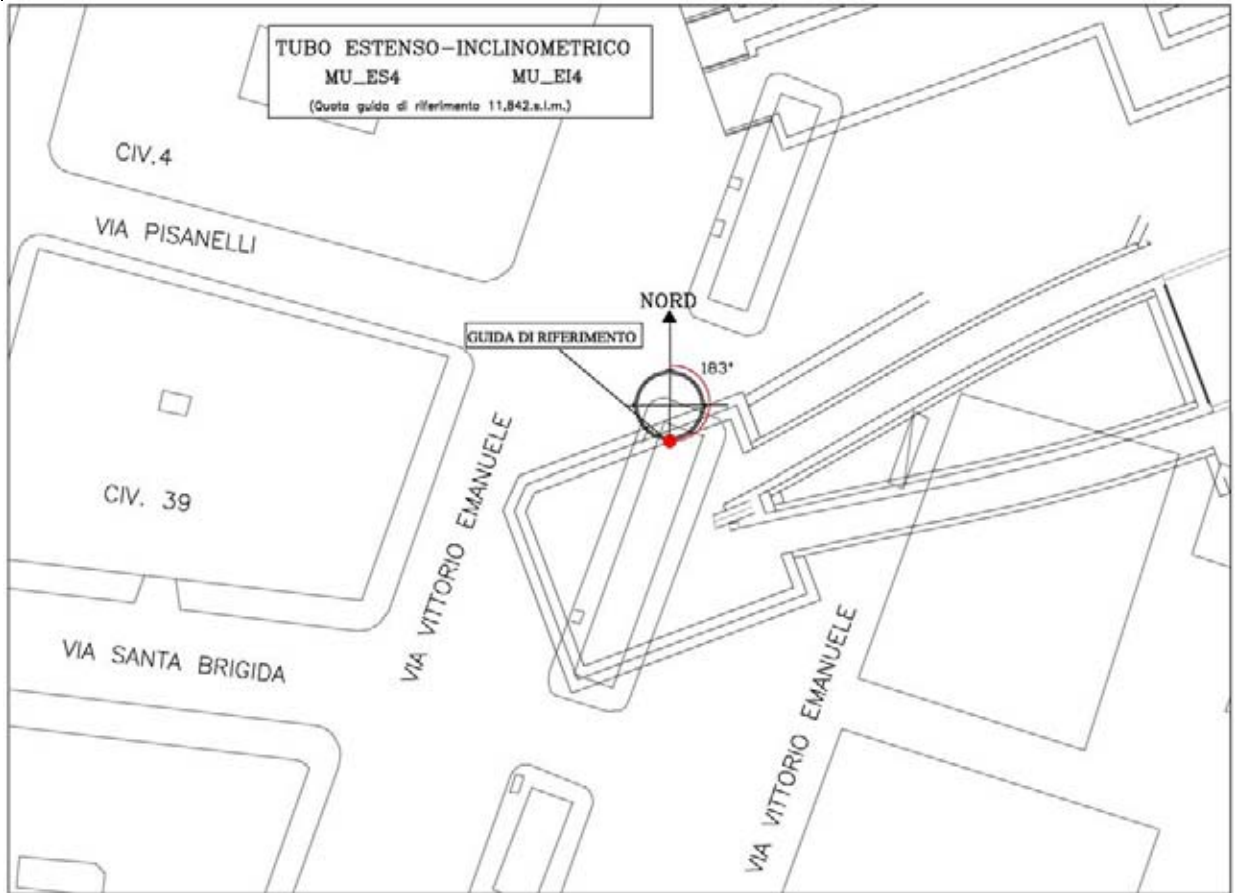 TUBO ESTENSO-INCLINOMETRICO
MU_ES4 MU_EI4
(Quota guida di riferimento 11,842.s.l.m.)
CIV.4
VIA PISANELLI
NORD
GUIDA DI RIFERIMENTO
183°
CIV. 39
VIA VITTORIO EMANUELE
VIA SANTA BRIGIDA
VIA VITTORIO EMANUELE